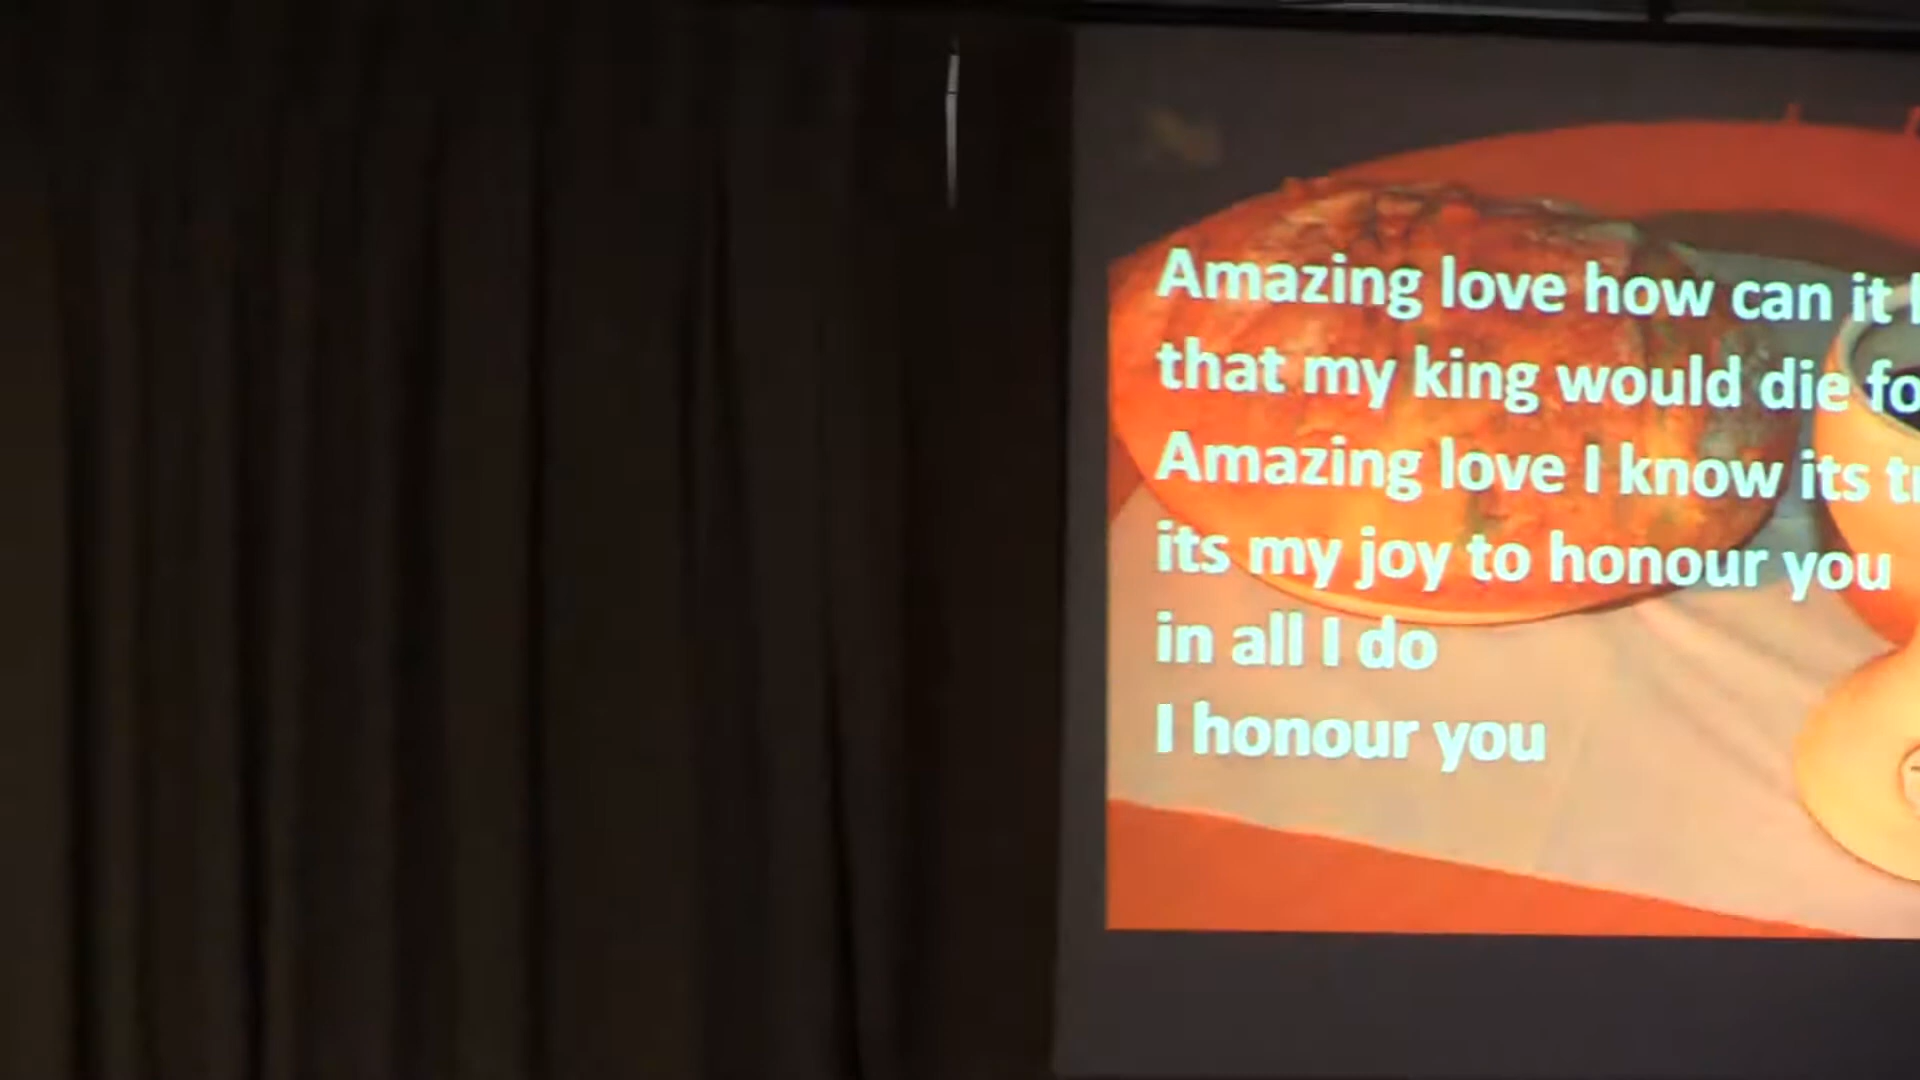 Amazing love how can it
that my king would die
Amazing love I know its
its my joy to honour you
in all I do
I honour you